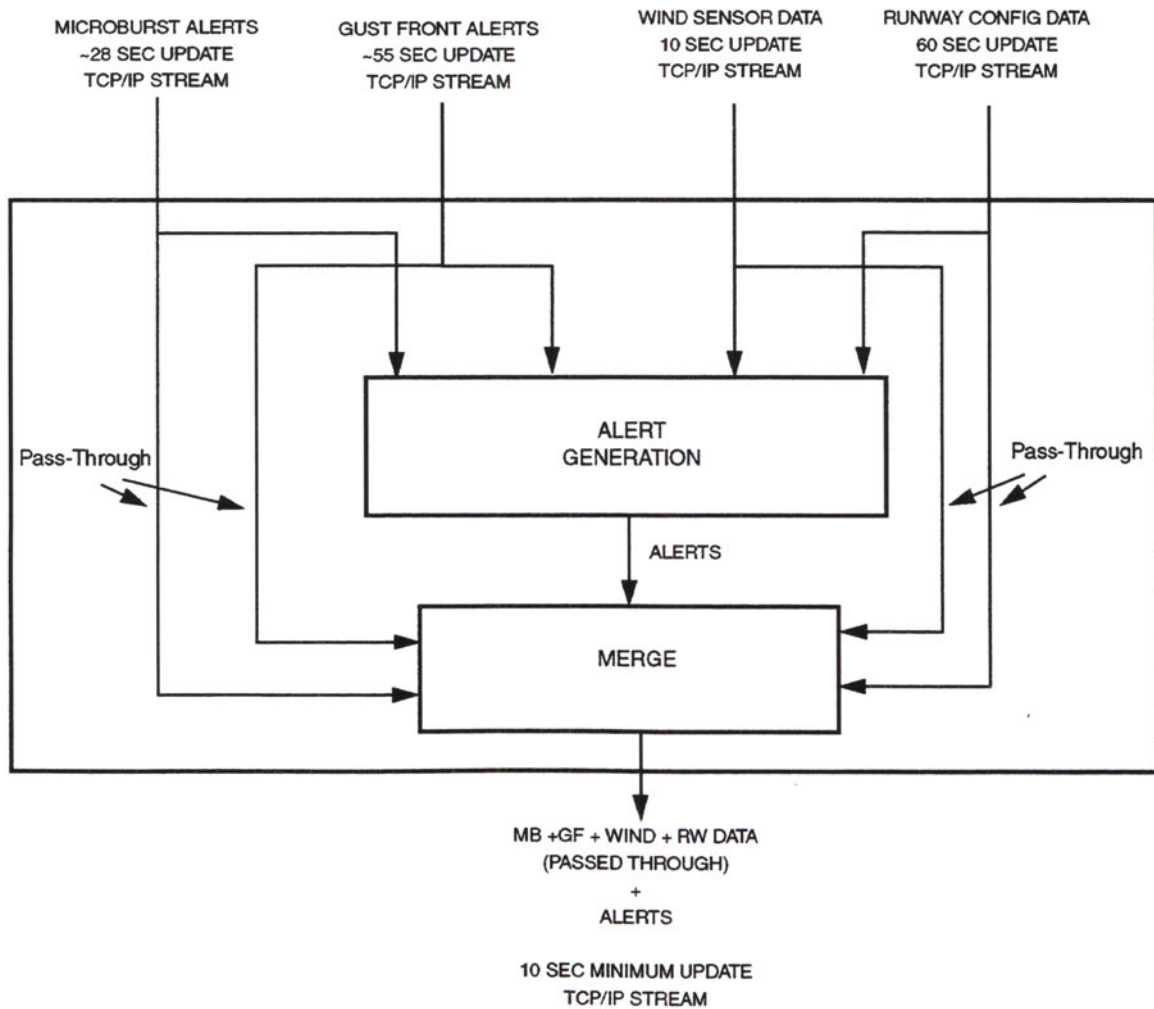 MICROBURST ALERTS
~28 SEC UPDATE
TCP/IP STREAM
GUST FRONT ALERTS
~55 SEC UPDATE
TCP/IP STREAM
WIND SENSOR DATA
10 SEC UPDATE
TCP/IP STREAM
RUNWAY CONFIG DATA
60 SEC UPDATE
TCP/IP STREAM
ALERT
GENERATION
Pass-Through
Pass-Through
ALERTS
MERGE
MB +GF + WIND + RW DATA
(PASSED THROUGH)
+
ALERTS
10 SEC MINIMUM UPDATE
TCP/IP STREAM